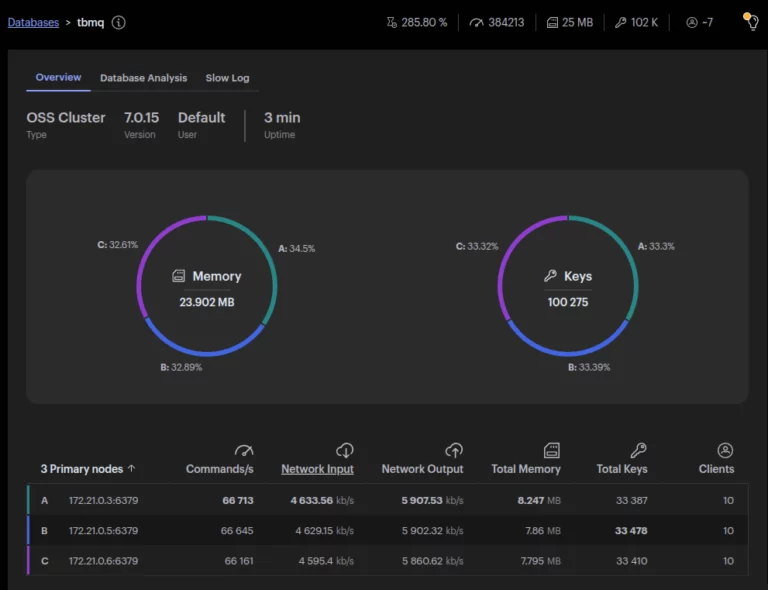 Databases > tbmq 285.80 % 384213 25 MB 102 K ~7
Overview Database Analysis Slow Log
OSS Cluster 7.0.15 Default 3 min
Type Version User Uptime
C: 32.61% A: 34.5% C: 33.32% A: 33.3%
Memory Keys
23.902 MB 100 275
B: 32.89% B: 33.39%
3 Primary nodes ↑ Commands/s Network Input Network Output Total Memory Total Keys Clients
A 172.21.0.3:6379 66 713 4 633.56 kb/s 5 907.53 kb/s 8.247 MB 33 387 10
B 172.21.0.5:6379 66 645 4 629.15 kb/s 5 902.32 kb/s 7.86 MB 33 478 10
C 172.21.0.6:6379 66 161 4 595.4 kb/s 5 860.62 kb/s 7.795 MB 33 410 10